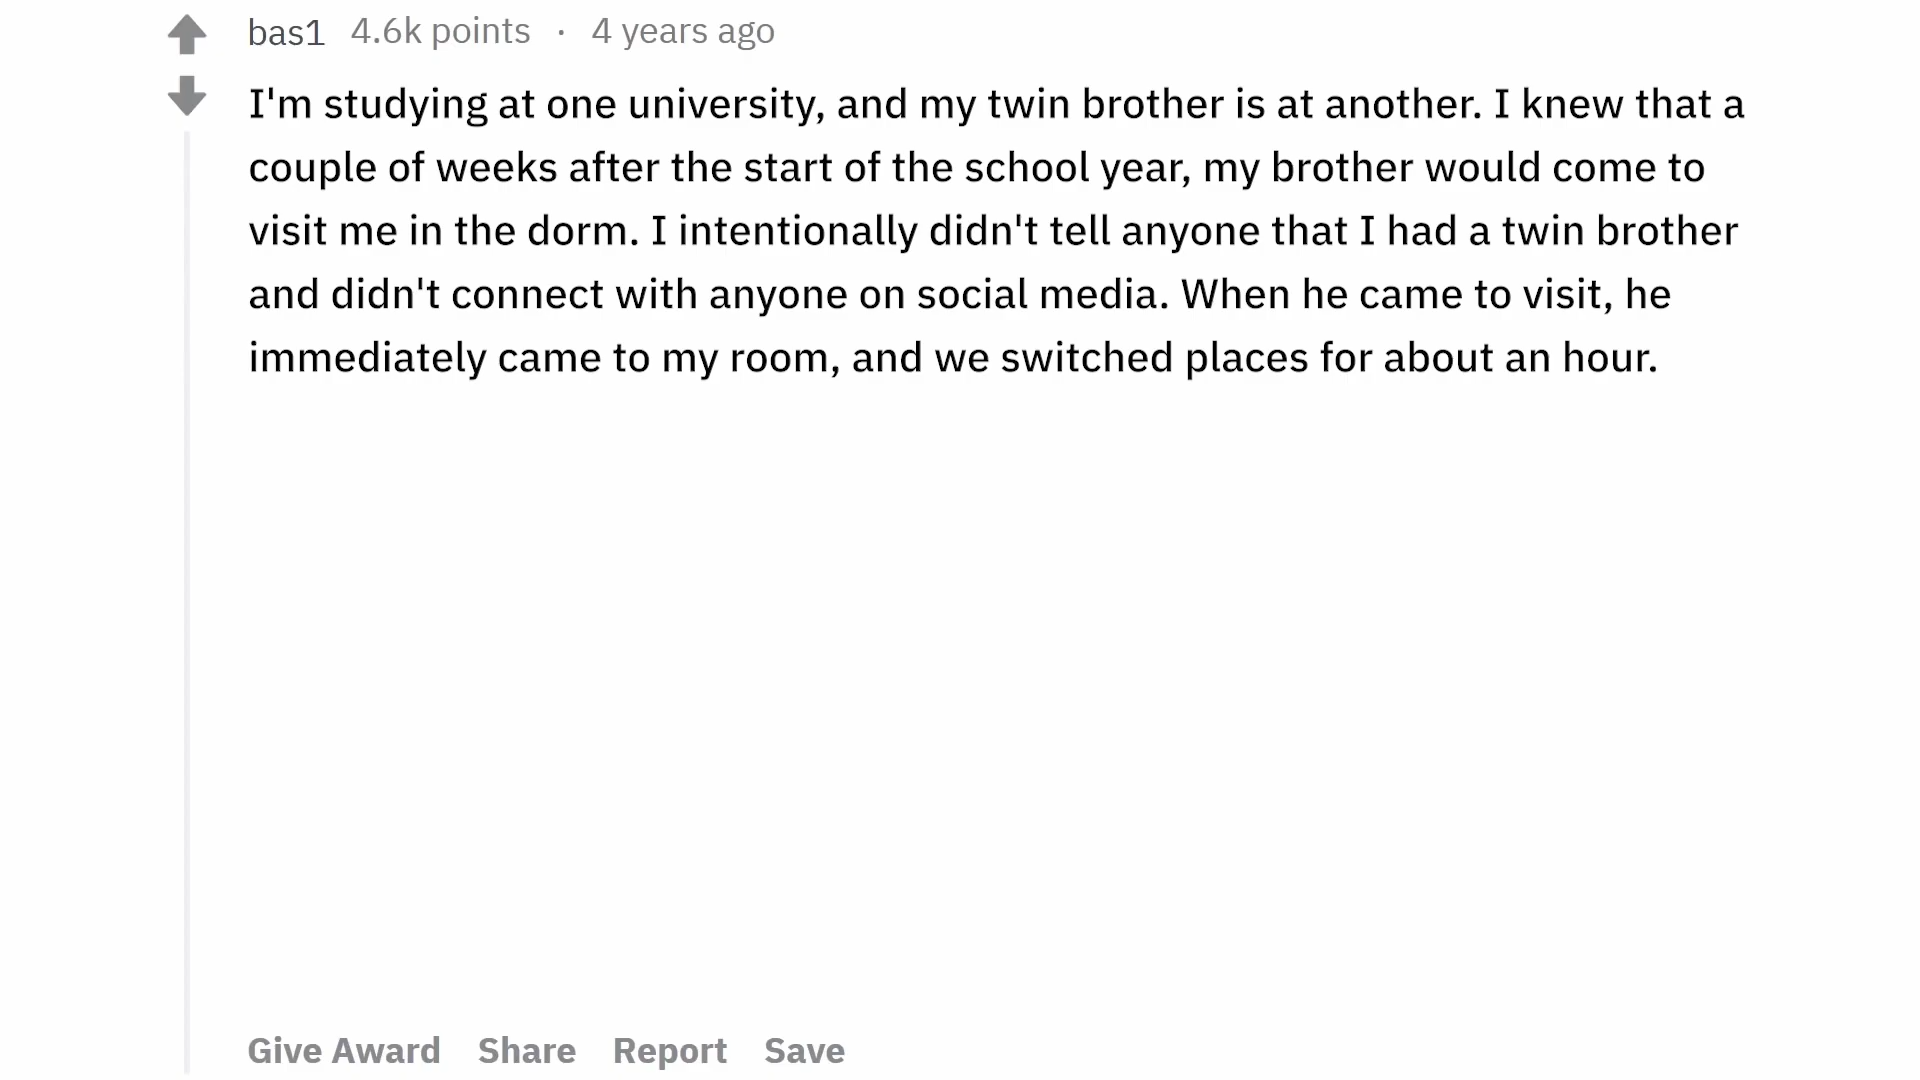 bas1 4.6k points · 4 years ago
I'm studying at one university, and my twin brother is at another. I knew that a
couple of weeks after the start of the school year, my brother would come to
visit me in the dorm. I intentionally didn't tell anyone that I had a twin brother
and didn't connect with anyone on social media. When he came to visit, he
immediately came to my room, and we switched places for about an hour.
Give Award Share Report Save